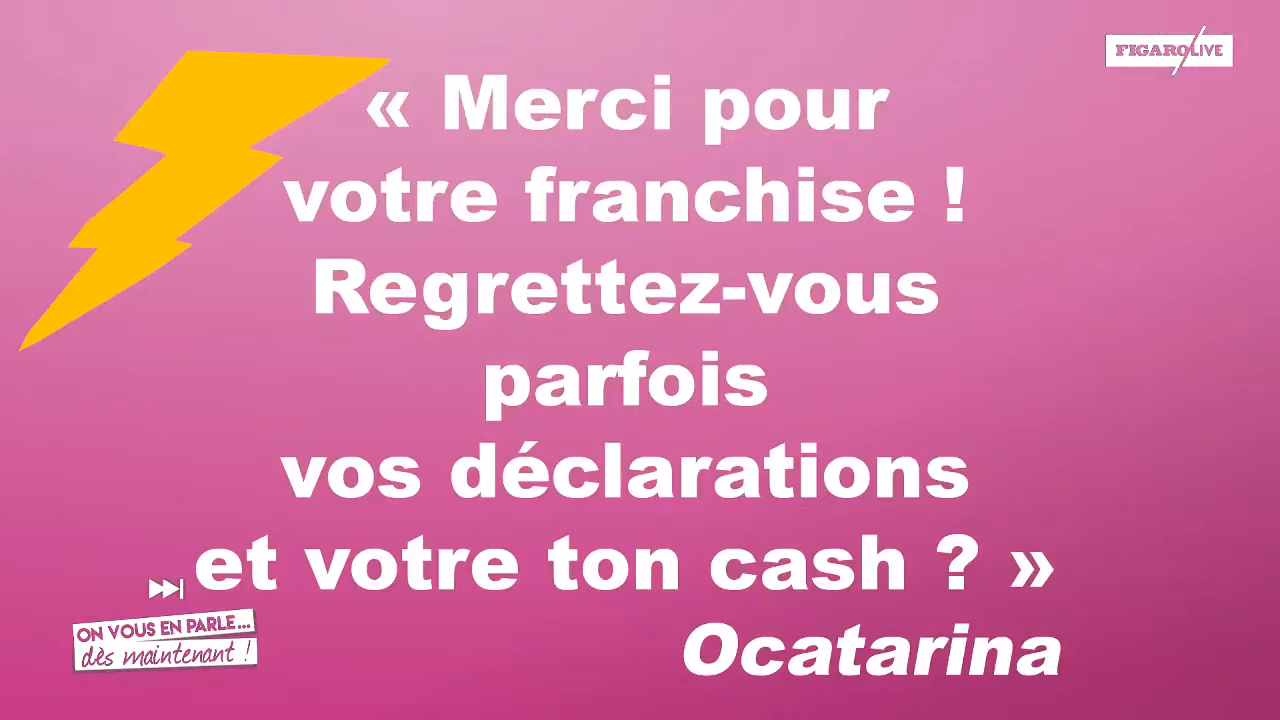 FIGAROLIVE
« Merci pour
votre franchise !
Regrettez-vous
parfois
vos déclarations
et votre ton cash ? »
Ocatarina
ON VOUS EN PARLE...
dès maintenant !